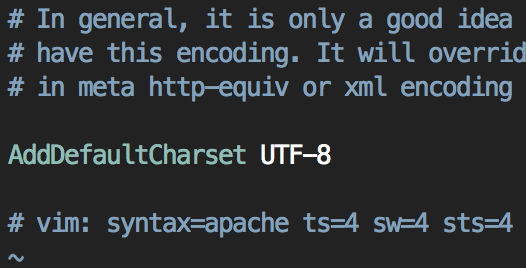 # In general, it is only a good idea
# have this encoding. It will overrid
# in meta http-equiv or xml encoding
AddDefaultCharset UTF-8
# vim: syntax=apache ts=4 sw=4 sts=4
~